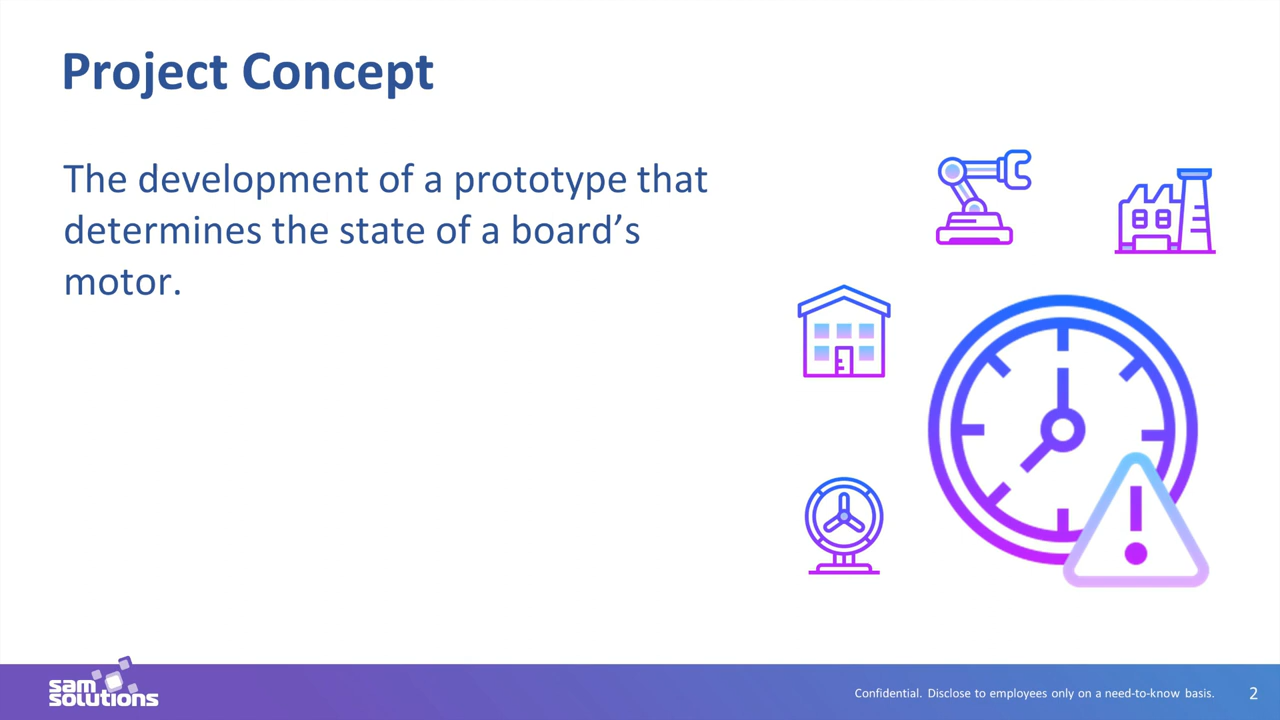 Project Concept
The development of a prototype that
determines the state of a board’s
motor.
sam
solutions
Confidential. Disclose to employees only on a need-to-know basis.
2